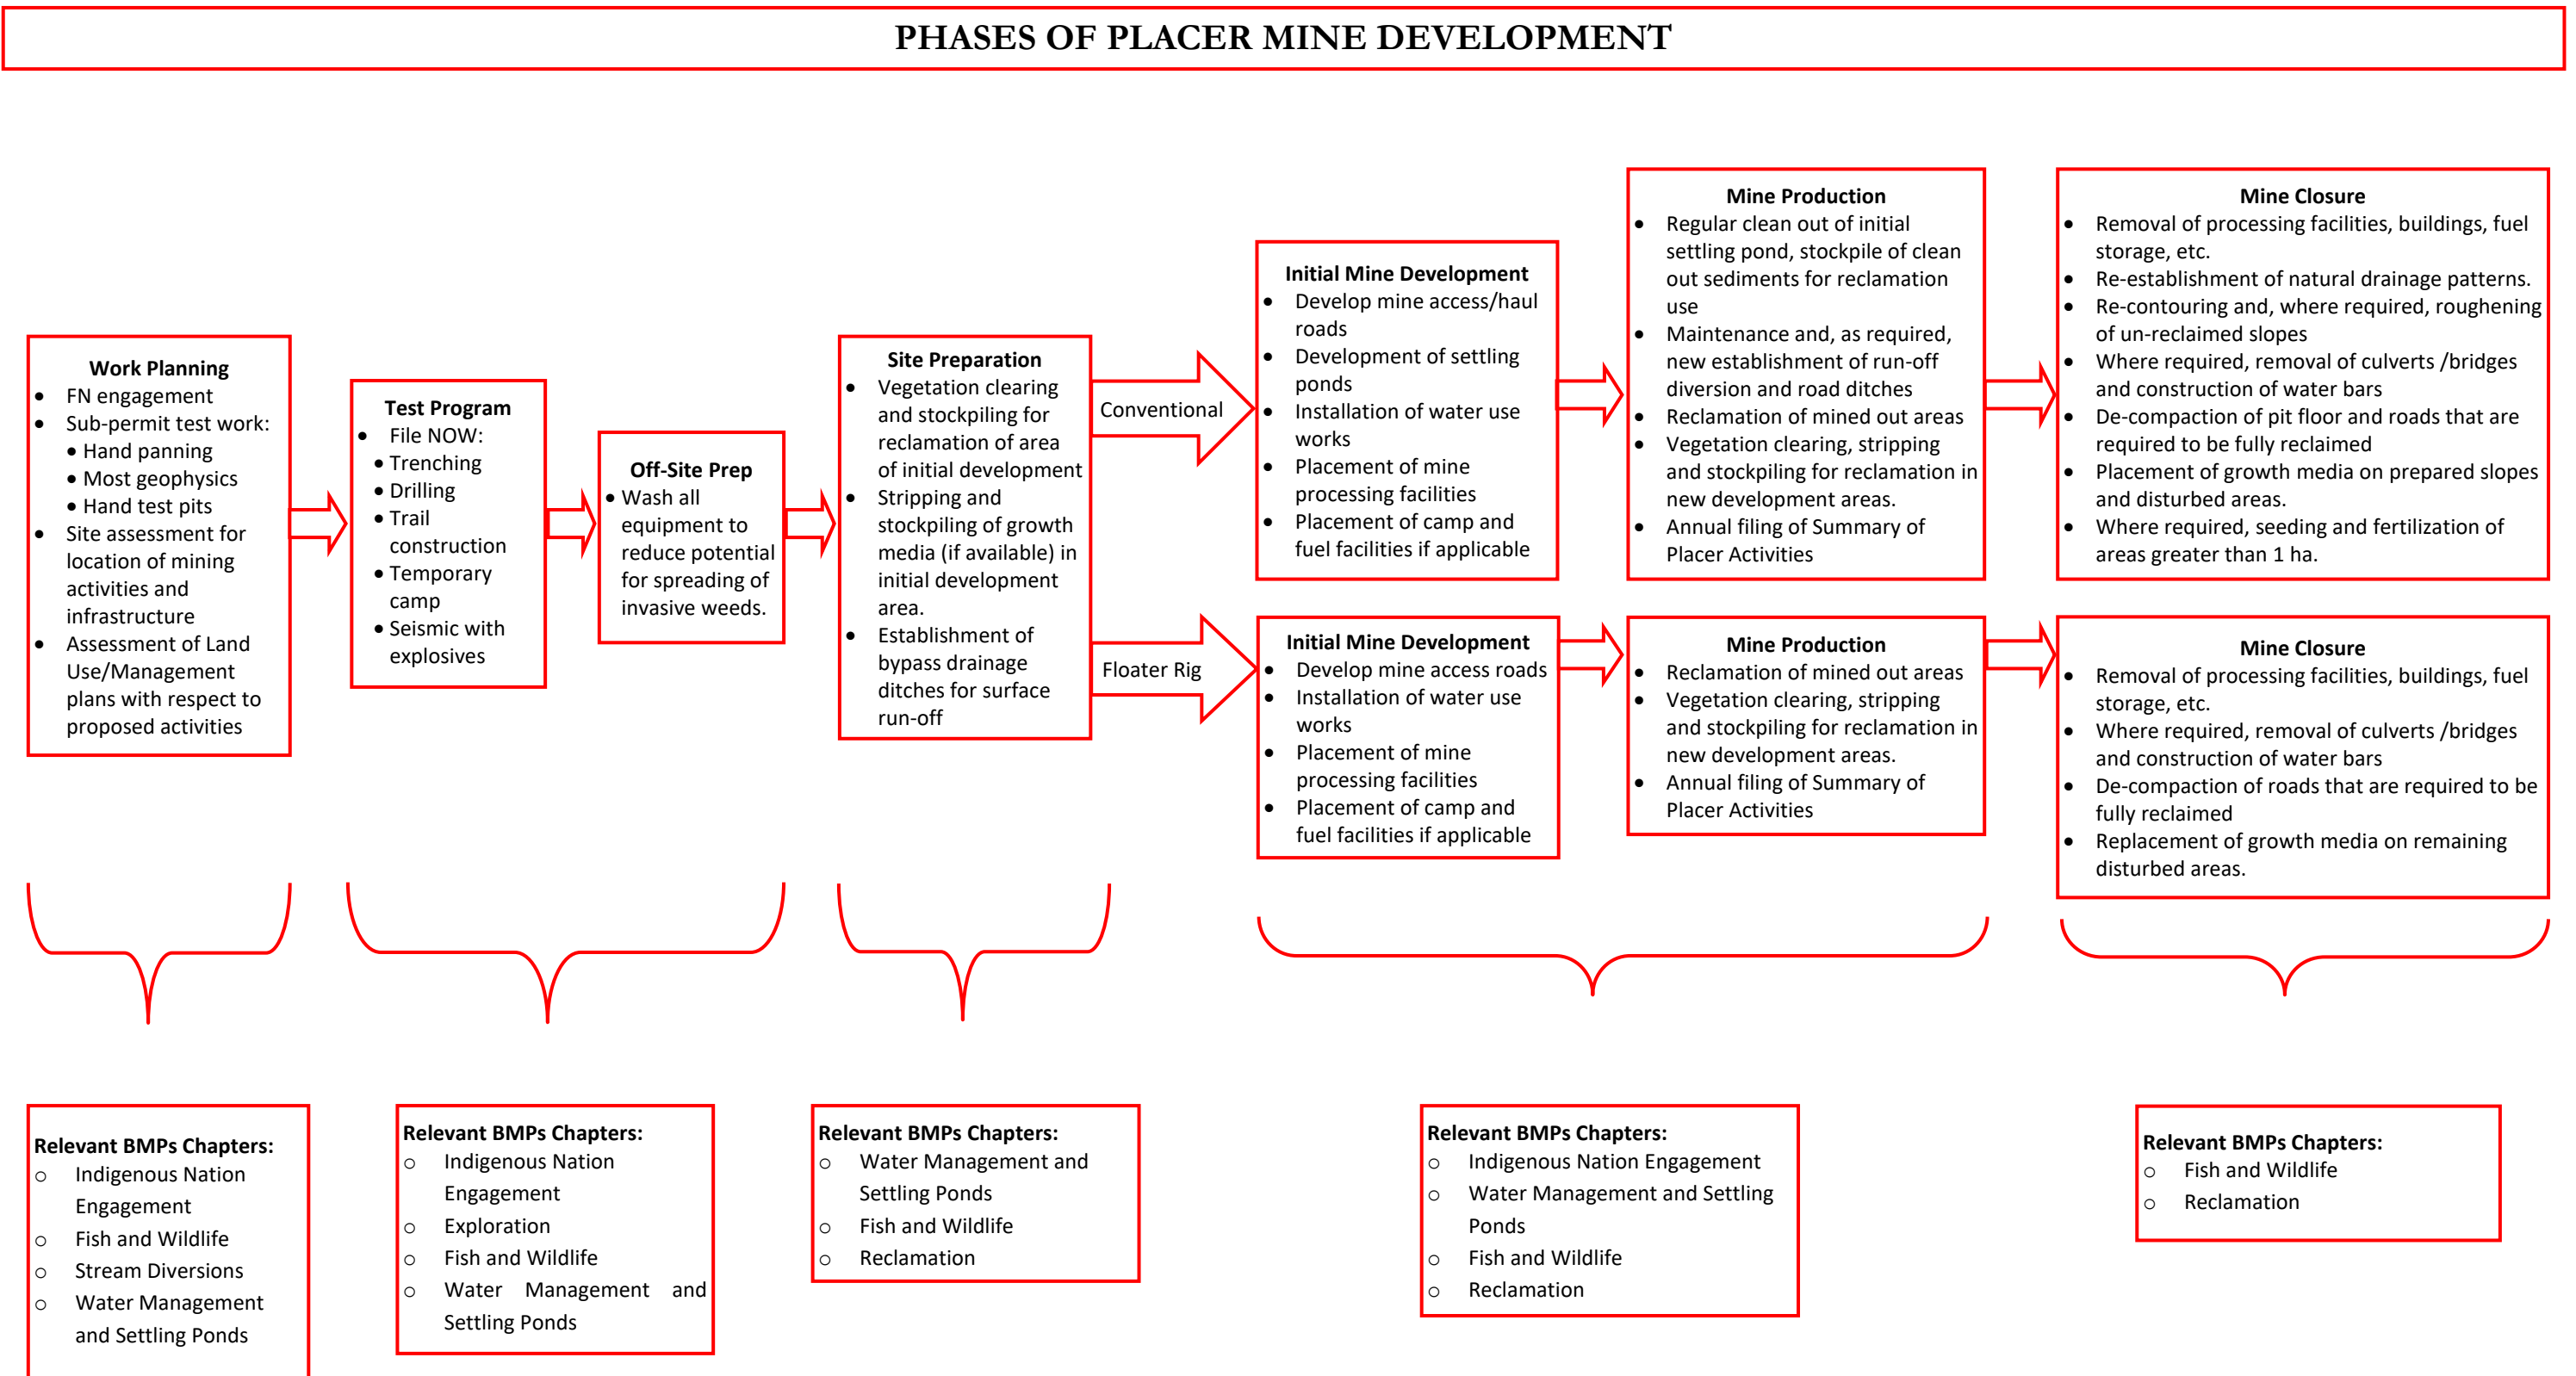 PHASES OF PLACER MINE DEVELOPMENT
Work Planning
• FN engagement
• Sub-permit test work:
• Hand panning
• Most geophysics
• Hand test pits
• Site assessment for
location of mining
activities and
infrastructure
• Assessment of Land
Use/Management
plans with respect to
proposed activities
Test Program
• File NOW:
• Trenching
• Drilling
• Trail
construction
• Temporary
camp
• Seismic with
explosives
Off-Site Prep
• Wash all
equipment to
reduce potential
for spreading of
invasive weeds.
Site Preparation
• Vegetation clearing
and stockpiling for
reclamation of area
of initial development
• Stripping and
stockpiling of growth
media (if available) in
initial development
area.
• Establishment of
bypass drainage
ditches for surface
run-off
Conventional
Initial Mine Development
• Develop mine access/haul
roads
• Development of settling
ponds
• Installation of water use
works
• Placement of mine
processing facilities
• Placement of camp and
fuel facilities if applicable
Mine Production
• Regular clean out of initial
settling pond, stockpile of clean
out sediments for reclamation
use
• Maintenance and, as required,
new establishment of run-off
diversion and road ditches
• Reclamation of mined out areas
• Vegetation clearing, stripping
and stockpiling for reclamation in
new development areas.
• Annual filing of Summary of
Placer Activities
Mine Closure
• Removal of processing facilities, buildings, fuel
storage, etc.
• Re-establishment of natural drainage patterns.
• Re-contouring and, where required, roughening
of un-reclaimed slopes
• Where required, removal of culverts /bridges
and construction of water bars
• De-compaction of pit floor and roads that are
required to be fully reclaimed
• Placement of growth media on prepared slopes
and disturbed areas.
• Where required, seeding and fertilization of
areas greater than 1 ha.
Floater Rig
Initial Mine Development
• Develop mine access roads
• Installation of water use
works
• Placement of mine
processing facilities
• Placement of camp and
fuel facilities if applicable
Mine Production
• Reclamation of mined out areas
• Vegetation clearing, stripping
and stockpiling for reclamation in
new development areas.
• Annual filing of Summary of
Placer Activities
Mine Closure
• Removal of processing facilities, buildings, fuel
storage, etc.
• Where required, removal of culverts /bridges
and construction of water bars
• De-compaction of roads that are required to be
fully reclaimed
• Replacement of growth media on remaining
disturbed areas.
Relevant BMPs Chapters:
o Indigenous Nation
Engagement
o Fish and Wildlife
o Stream Diversions
o Water Management
and Settling Ponds
Relevant BMPs Chapters:
o Indigenous Nation
Engagement
o Exploration
o Fish and Wildlife
o Water Management and
Settling Ponds
Relevant BMPs Chapters:
o Water Management and
Settling Ponds
o Fish and Wildlife
o Reclamation
Relevant BMPs Chapters:
o Indigenous Nation Engagement
o Water Management and Settling
Ponds
o Fish and Wildlife
o Reclamation
Relevant BMPs Chapters:
o Fish and Wildlife
o Reclamation